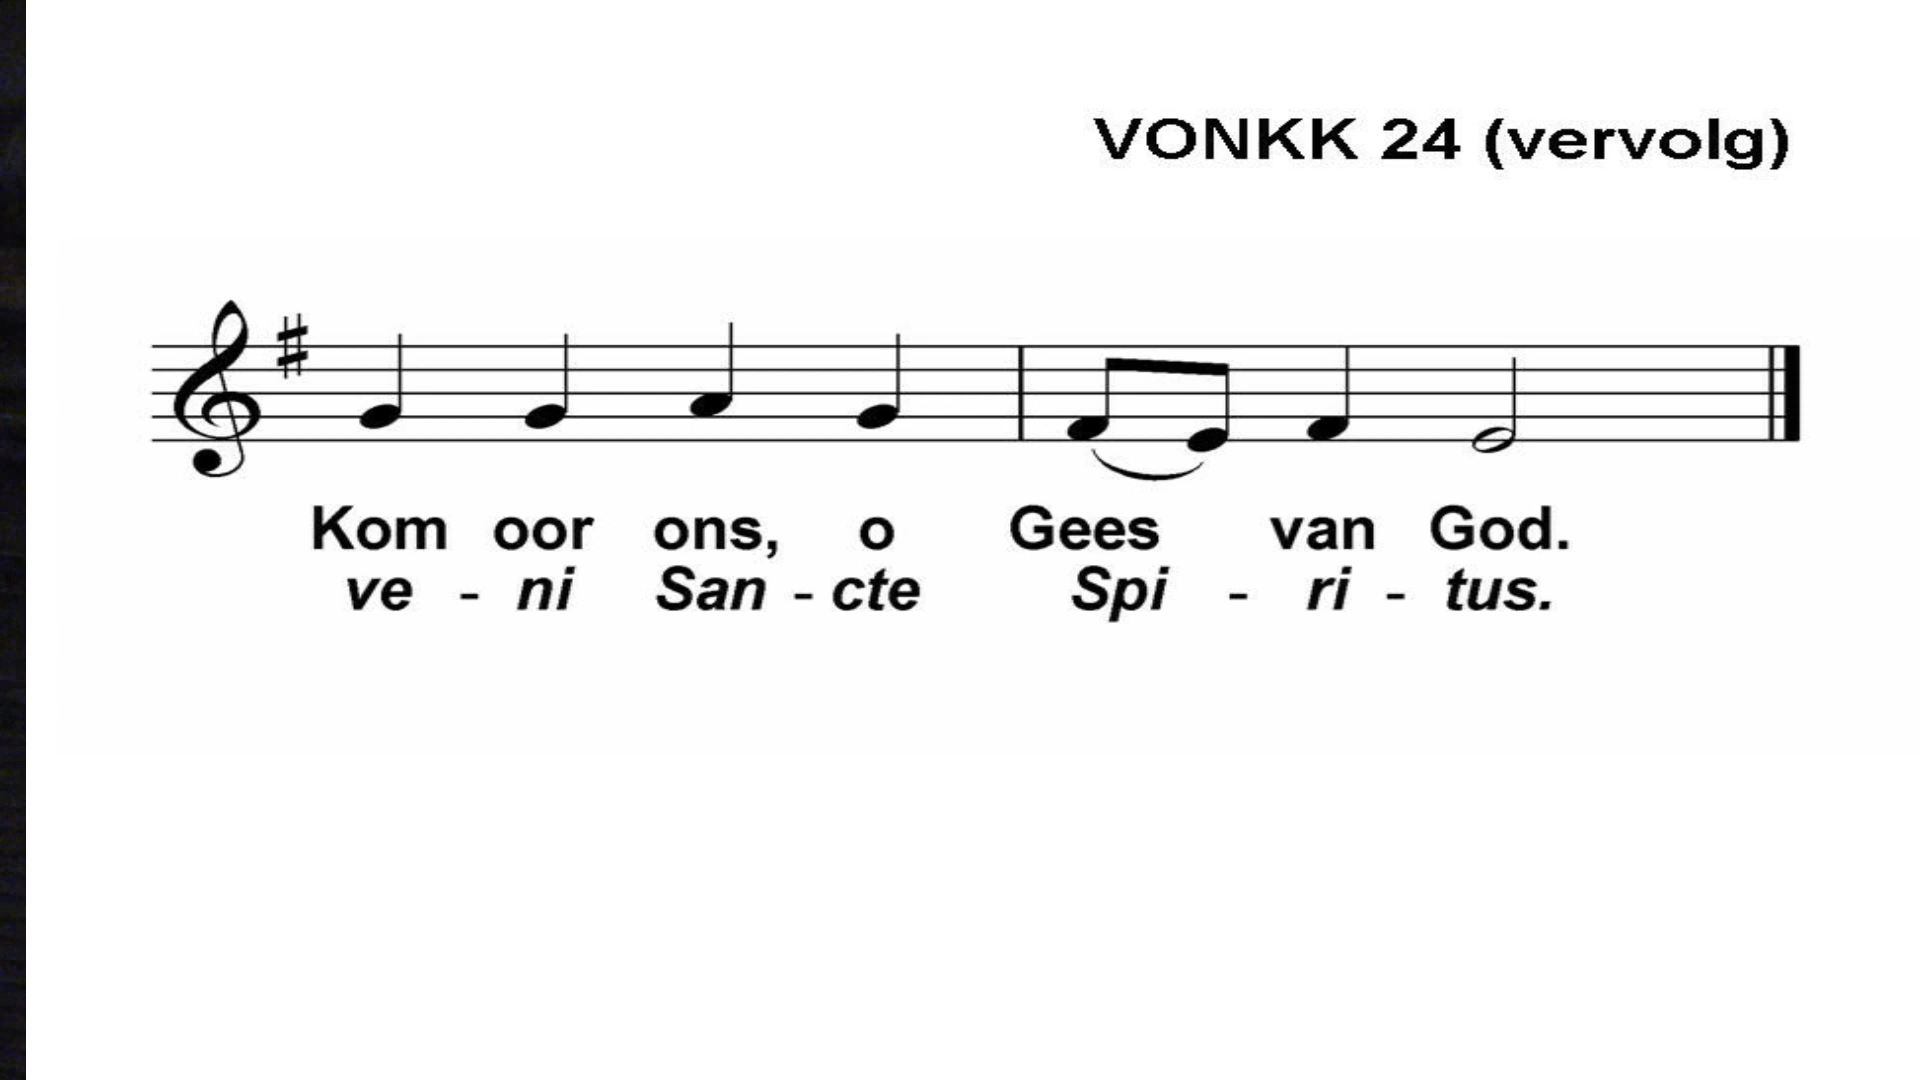 VONKK 24 (vervolg)
Kom oor ons, o Gees van God.
ve - ni San - cte Spi - ri - tus.